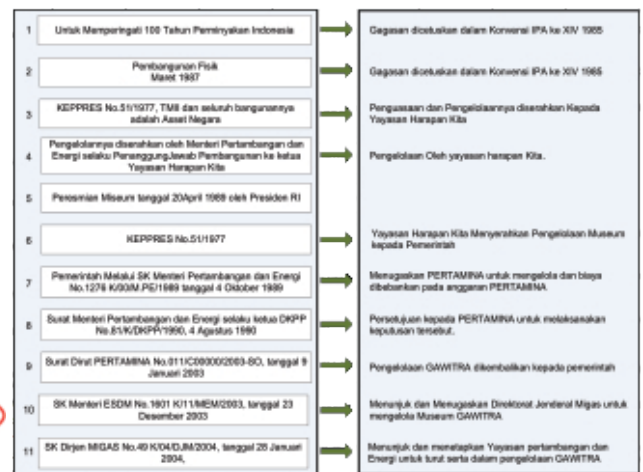 1 Untuk Memperingati 100 Tahun Perminyakan Indonesia
Gagasan dicetuskan dalam Konvensi IPA ke XIV 1985
2 Pembangunan Fisik
Maret 1987
Gagasan dicetuskan dalam Konvensi IPA ke XIV 1985
3 KEPPRES No.51/1977, TMII dan seluruh bangunannya
adalah Asset Negara
Penguasaan dan Pengelolaannya diserahkan Kepada
Yayasan Harapan Kita
4 Pengelolannya diserahkan oleh Menteri Pertambangan dan
Energi selaku PenanggungJawab Pembangunan ke ketua
Yayasan Harapan Kita
Pengelolaan Oleh yayasan harapan Kita.
5 Peresmian Miseum tanggal 20April 1989 oleh Presiden RI
6 KEPPRES No.51/1977
Yayasan Harapan Kita Menyerahkan Pengelolaan Museum
kepada Pemerintah
7 Pemerintah Melalui SK Menteri Pertambangan dan Energi
No.1276 K/00/M.PE/1989 tanggal 4 Oktober 1989
Menugaskan PERTAMINA untuk mengelola dan biaya
dibebankan pada anggaran PERTAMINA
8 Surat Menteri Pertambangan dan Energi selaku ketua DKPP
No.81/K/DKPP/1990, 4 Agustus 1990
Persetujuan kepada PERTAMINA untuk melaksanakan
keputusan tersebut.
9 Surat Dirut PERTAMINA No.011/C00000/2003-SO, tanggal 9
Januari 2003
Pengelolaan GAWITRA dikembalikan kepada pemerintah
10 SK Menteri ESDM No.1601 K/11/MEM/2003, tanggal 23
Desember 2003
Menunjuk dan Menugaskan Direktorat Jenderal Migas untuk
mengelola Museum GAWITRA
11 SK Dirjen MIGAS No.49 K/04/DJM/2004, tanggal 28 Januari
2004,
Menunjuk dan menetapkan Yayasan pertambangan dan
Energi untuk turut serta dalam pengelolaan GAWITRA